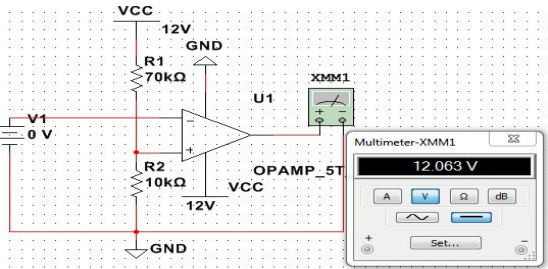 VCC
12V
GND
R1
70kΩ
XMM1
U1
V1
0 V
Multimeter-XMM1
12.063 V
A V Ω dB
Set...
R2
10kΩ
OPAMP_5T
VCC
12V
GND